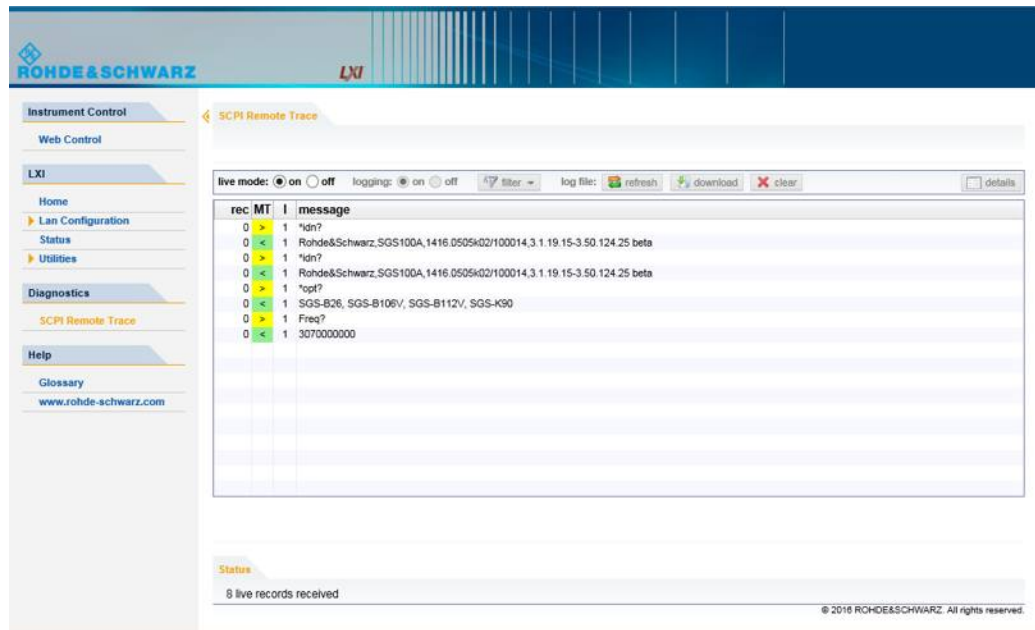 ROHDE&SCHWARZ
LXI
Instrument Control
Web Control
LXI
Home
Lan Configuration
Status
Utilities
Diagnostics
SCPI Remote Trace
Help
Glossary
www.rohde-schwarz.com
SCPI Remote Trace
live mode: on off logging: on off filter log file: refresh download clear details
rec MT I message
0 > 1 *idn?
0 < 1 Rohde&Schwarz,SGS100A,1416.0505k02/100014,3.1.19.15-3.50.124.25 beta
0 > 1 *idn?
0 < 1 Rohde&Schwarz,SGS100A,1416.0505k02/100014,3.1.19.15-3.50.124.25 beta
0 > 1 *opt?
0 < 1 SGS-B26, SGS-B106V, SGS-B112V, SGS-K90
0 > 1 Freq?
0 < 1 3070000000
Status
8 live records received
© 2016 ROHDE&SCHWARZ. All rights reserved.